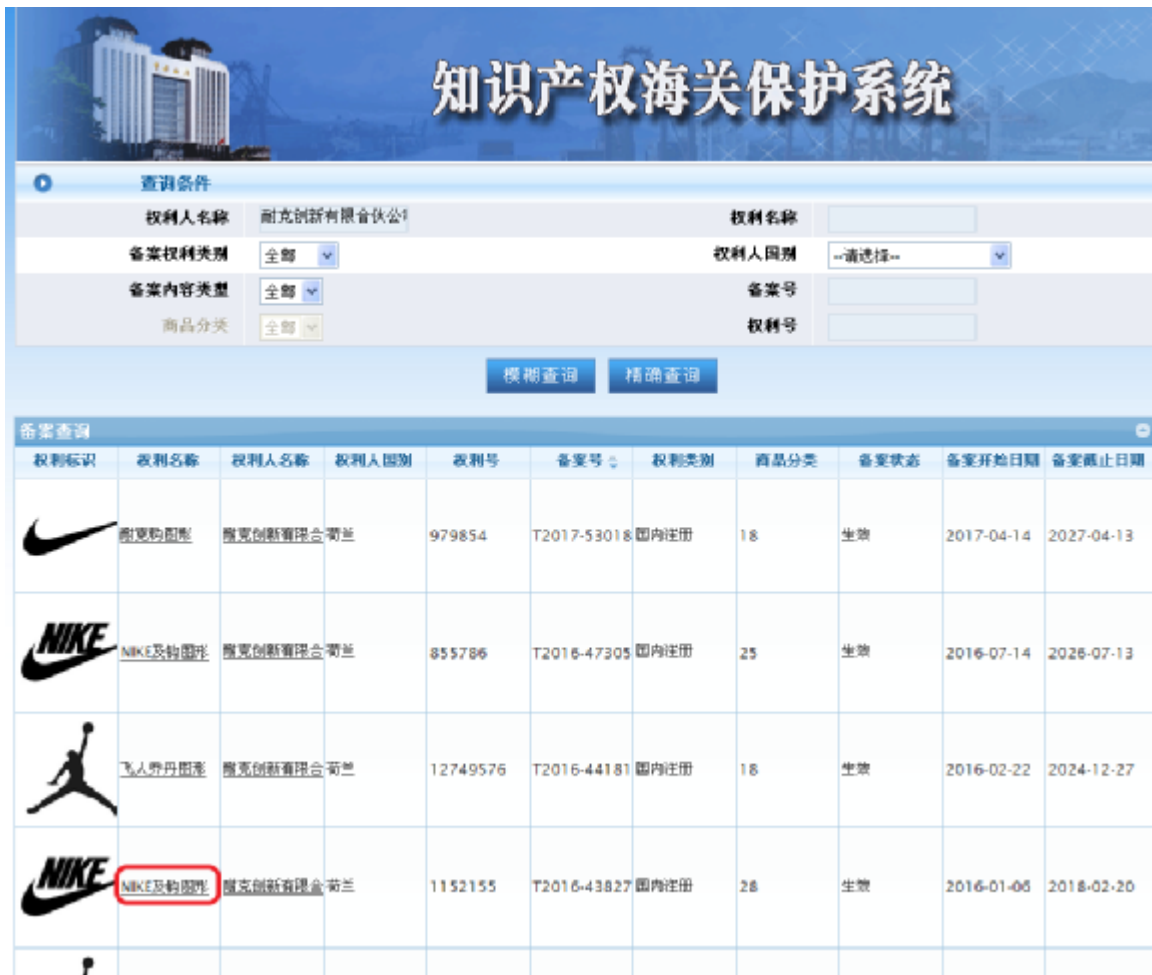 知识产权海关保护系统
查询条件
权利人名称 耐克创新有限合伙公 权利名称
备案权利类别 全部 权利人国别 --请选择--
备案内容类型 全部 备案号
商品分类 全部 权利号
模糊查询 精确查询
备案查询
权利标识 权利名称 权利人名称 权利人国别 权利号 备案号 权利类别 商品分类 备案状态 备案开始日期 备案截止日期
耐克钩图形 耐克创新有限合 荷兰 979854 T2017-53018 国内注册 18 生效 2017-04-14 2027-04-13
NIKE NIKE及钩图形 耐克创新有限合 荷兰 855786 T2016-47305 国内注册 25 生效 2016-07-14 2026-07-13
飞人乔丹图形 耐克创新有限合 荷兰 12749576 T2016-44181 国内注册 18 生效 2016-02-22 2024-12-27
NIKE NIKE及钩图形 耐克创新有限合 荷兰 1152155 T2016-43827 国内注册 28 生效 2016-01-06 2018-02-20